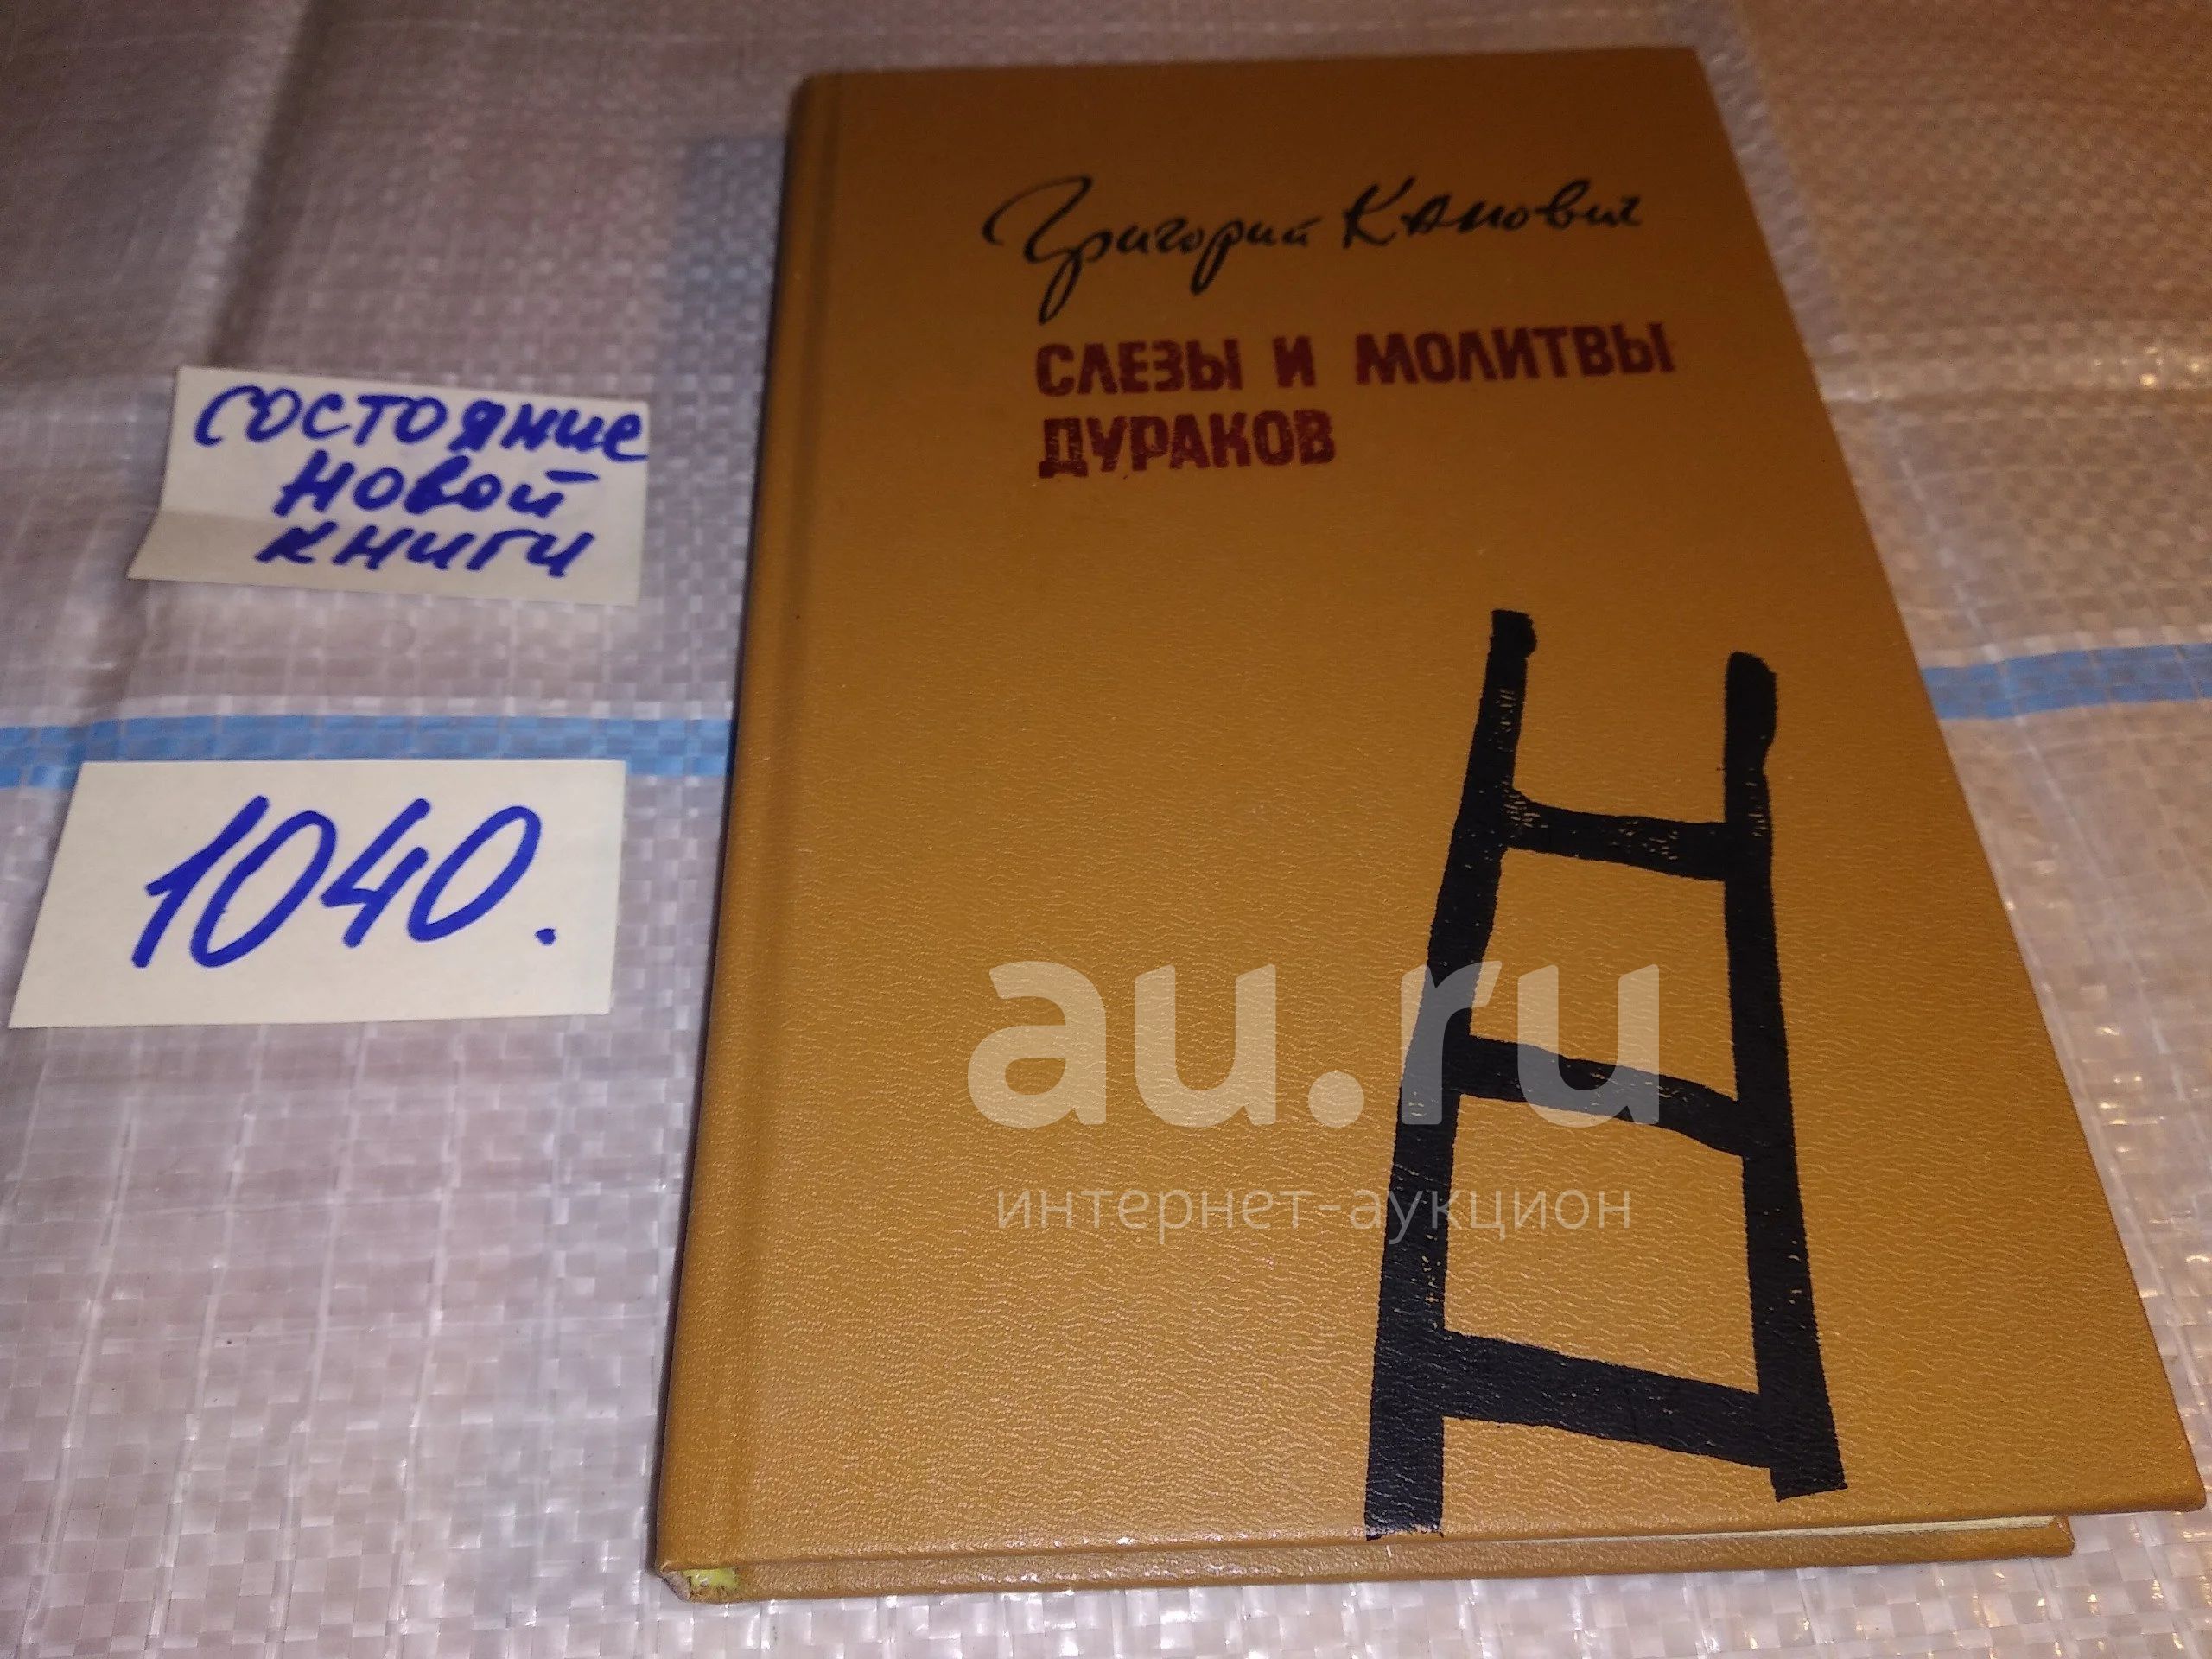 Григорий Канович
СЛЕЗЫ И МОЛИТВЫ
ДУРАКОВ
состояние
новой
книги
1040.
au.ru
интернет-аукцион